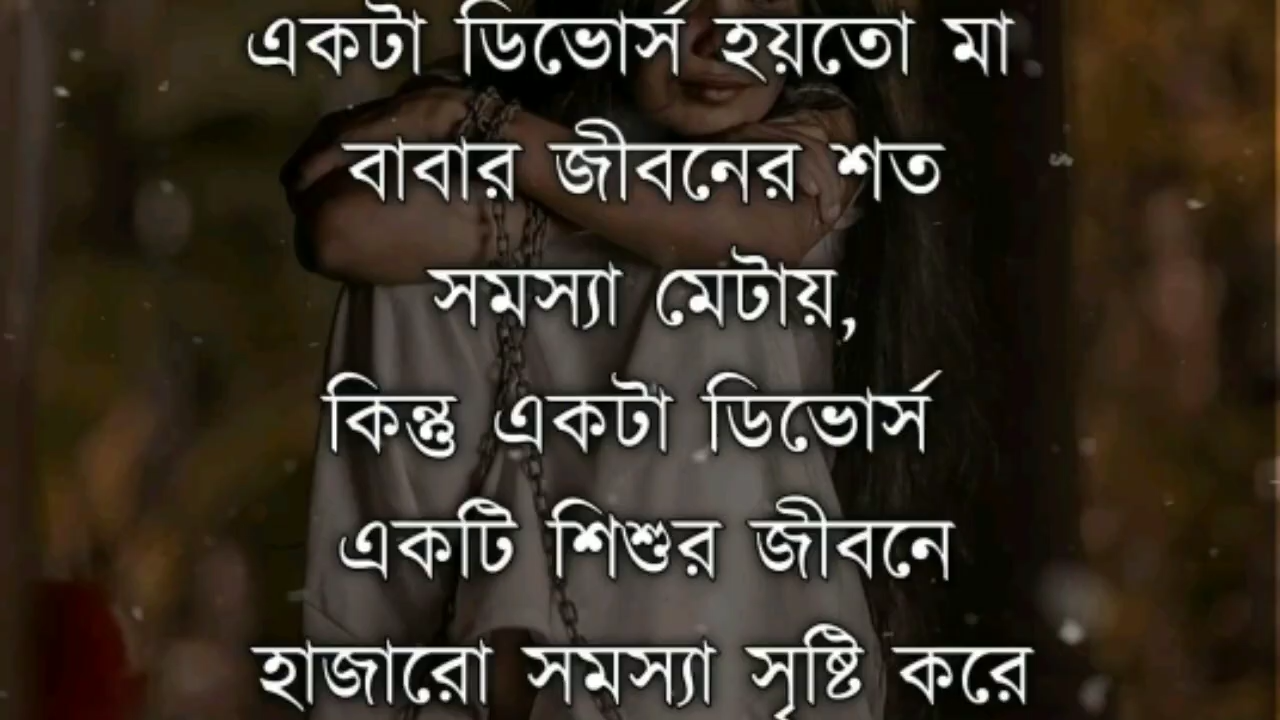 একটা ডিভোর্স হয়তো মা
বাবার জীবনের শত
সমস্যা মেটায়,
কিন্তু একটা ডিভোর্স
একটি শিশুর জীবনে
হাজারো সমস্যা সৃষ্টি করে